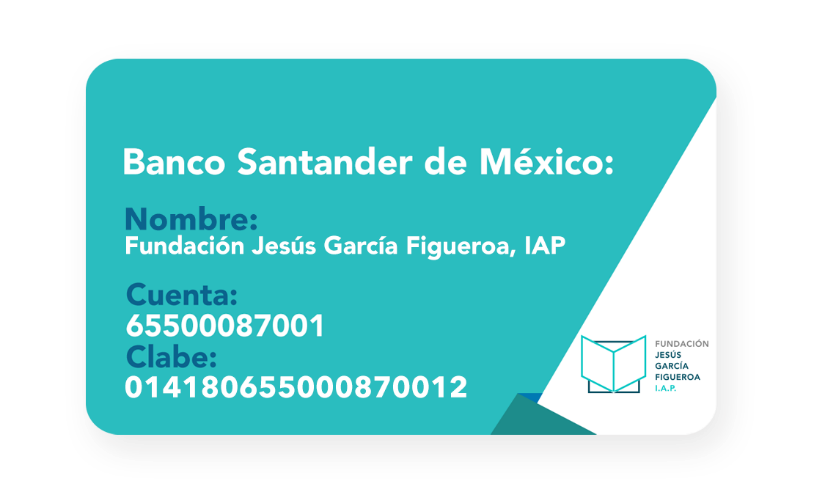 Banco Santander de México:
Nombre:
Fundación Jesús García Figueroa, IAP
Cuenta:
65500087001
Clabe:
014180655000870012
FUNDACIÓN
JESÚS
GARCÍA
FIGUEROA
I.A.P.